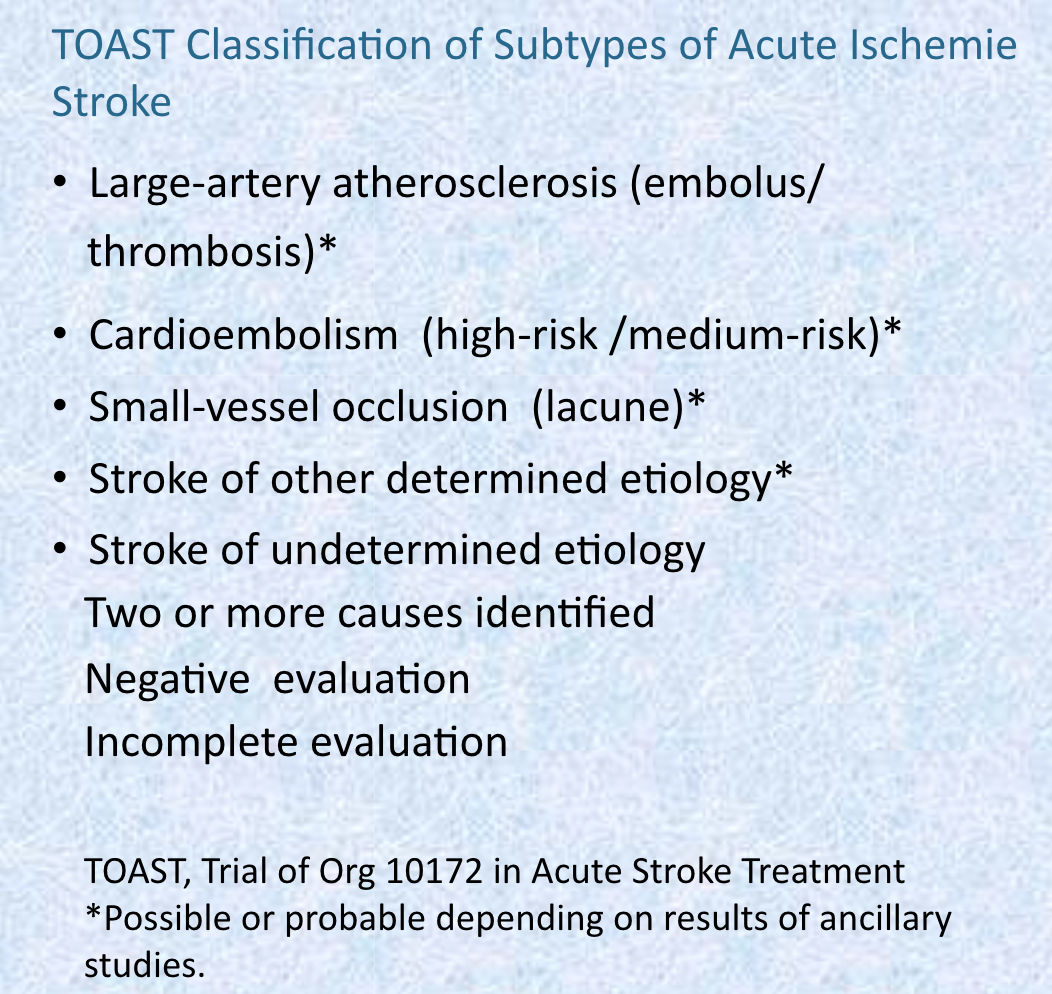 TOAST Classification of Subtypes of Acute Ischemie
Stroke
• Large-artery atherosclerosis (embolus/
thrombosis)*
• Cardioembolism (high-risk /medium-risk)*
• Small-vessel occlusion (lacune)*
• Stroke of other determined etiology*
• Stroke of undetermined etiology
Two or more causes identified
Negative evaluation
Incomplete evaluation
TOAST, Trial of Org 10172 in Acute Stroke Treatment
*Possible or probable depending on results of ancillary
studies.